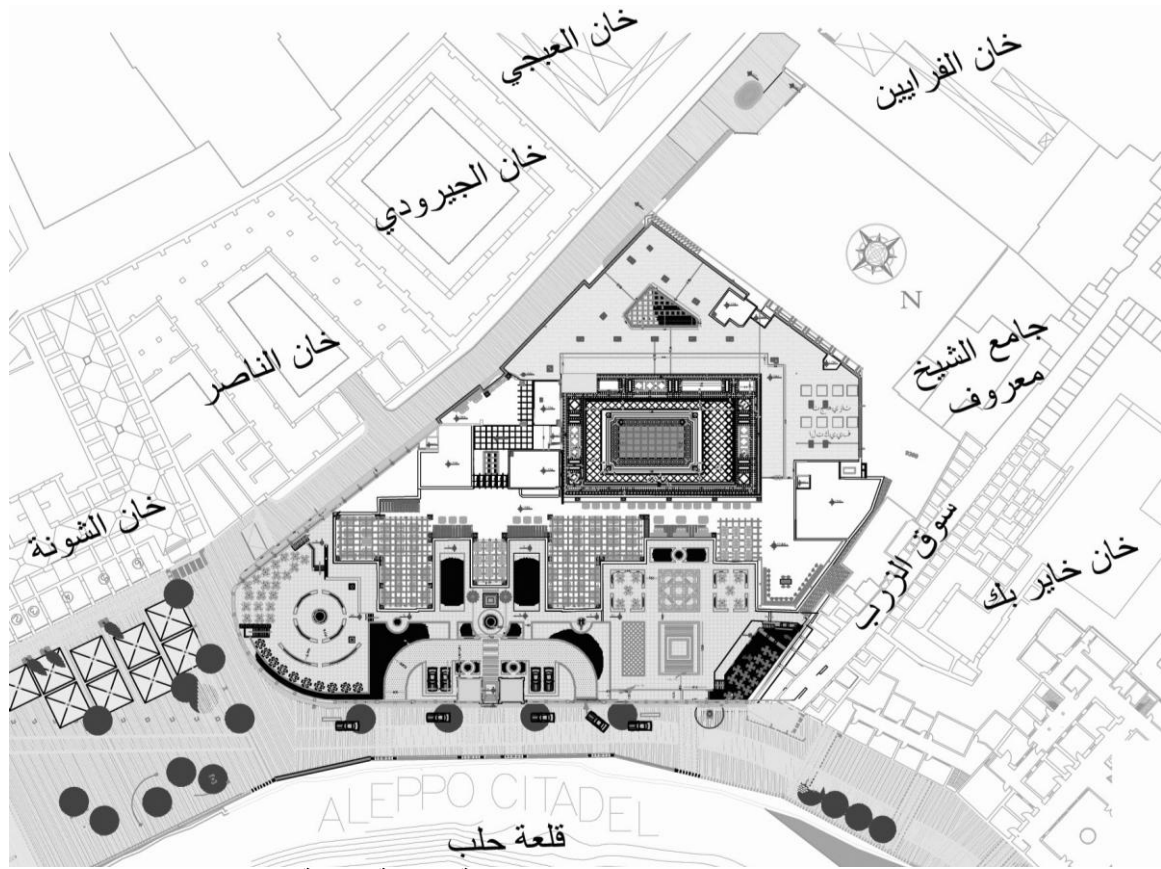 خان العبجي
خان الفرايين
خان الجيرودي
N
جامع الشيخ
معروف
خان الناصر
خان الشونة
سوق الزرب
خان خاير بك
ALEPPO CITADEL
قلعة حلب